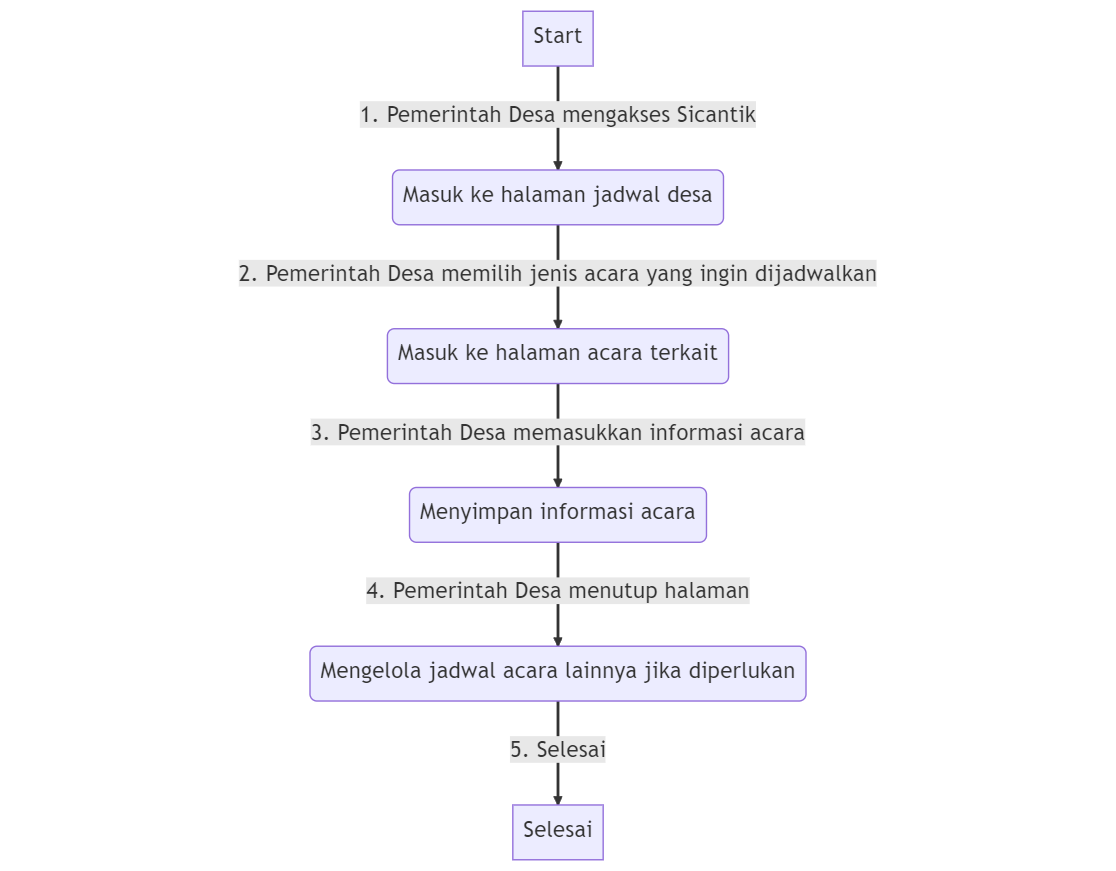 Start
1. Pemerintah Desa mengakses Sicantik
Masuk ke halaman jadwal desa
2. Pemerintah Desa memilih jenis acara yang ingin dijadwalkan
Masuk ke halaman acara terkait
3. Pemerintah Desa memasukkan informasi acara
Menyimpan informasi acara
4. Pemerintah Desa menutup halaman
Mengelola jadwal acara lainnya jika diperlukan
5. Selesai
Selesai